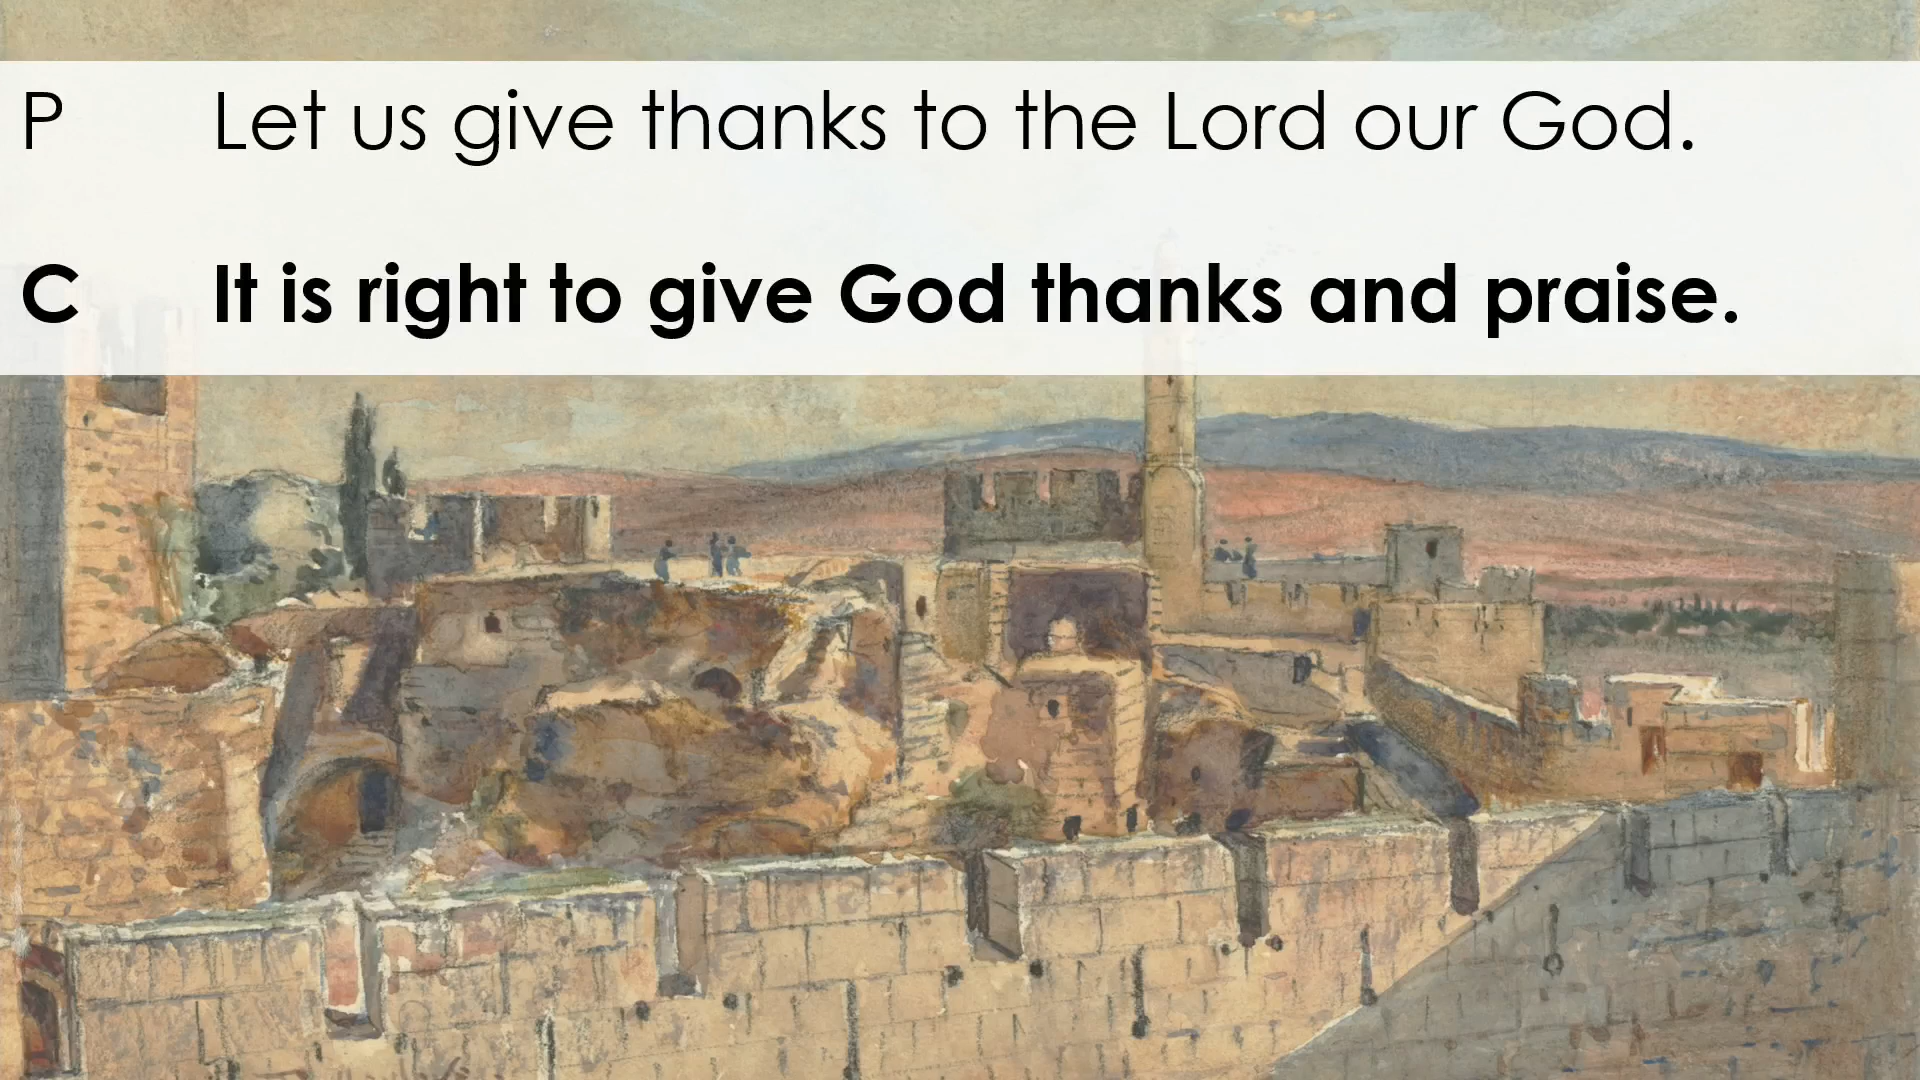 P Let us give thanks to the Lord our God.
C It is right to give God thanks and praise.